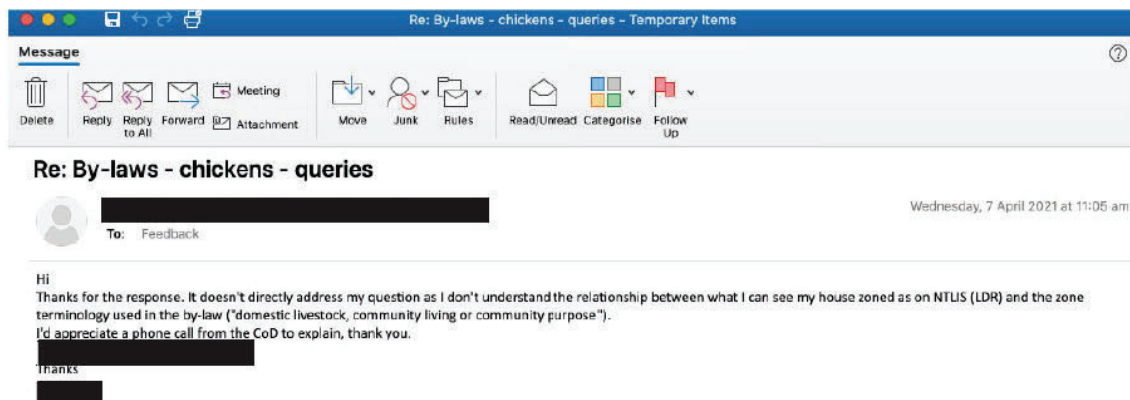 Re: By-laws - chickens - queries – Temporary Items
Message
Delete
Reply
Reply to All
Forward
Meeting
Attachment
Move
Junk
Rules
Read/Unread
Categorise
Follow Up
Re: By-laws - chickens - queries
Wednesday, 7 April 2021 at 11:05 am
To: Feedback
Hi
Thanks for the response. It doesn't directly address my question as I don't understand the relationship between what I can see my house zoned as on NTLIS (LDR) and the zone
terminology used in the by-law ("domestic livestock, community living or community purpose").
I'd appreciate a phone call from the CoD to explain, thank you.
Thanks